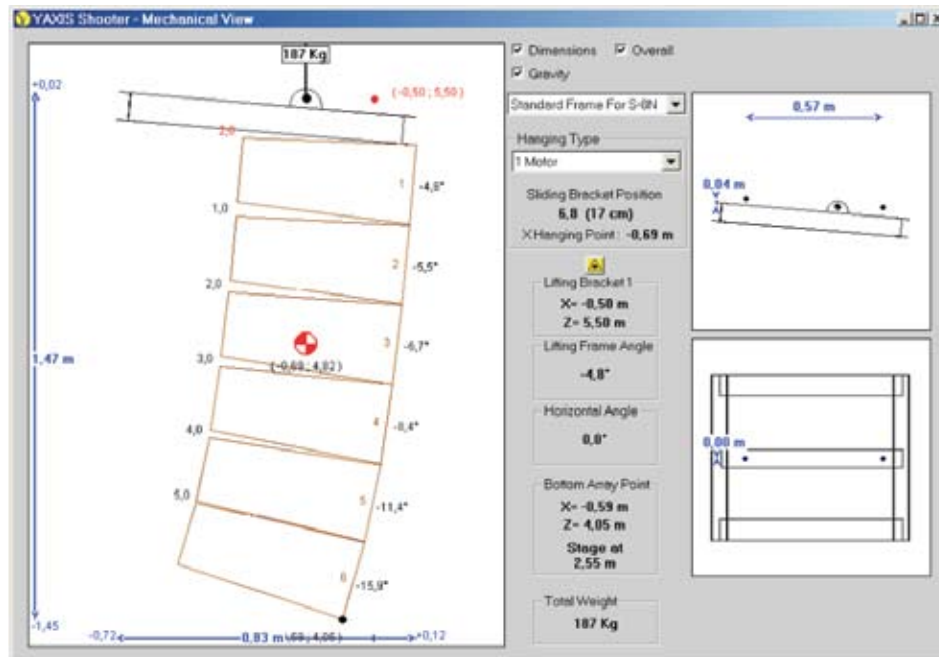 YAXIS Shooter - Mechanical View
187 Kg
+0,02
(-0,50 ; 5,50)
2,0
1 -4,8°
1,0
2 -5,5°
2,0
3 -6,7°
3,0
1,47 m
4 -8,4°
4,0
5 -11,4°
5,0
6 -15,9°
-1,45
-0,72
0,83 m
+0,12
Dimensions Overall
Gravity
Standard Frame For S-8N
Hanging Type
1 Motor
Sliding Bracket Position
6,8 (17 cm)
X Hanging Point : -0,69 m
Lifting Bracket 1
X= -0,50 m
Z= 5,50 m
Lifting Frame Angle
-4,8°
Horizontal Angle
0,0°
Bottom Array Point
X= -0,59 m
Z= 4,05 m
Stage at
2,55 m
Total Weight
187 Kg
0,57 m
0,04 m
0,00 m